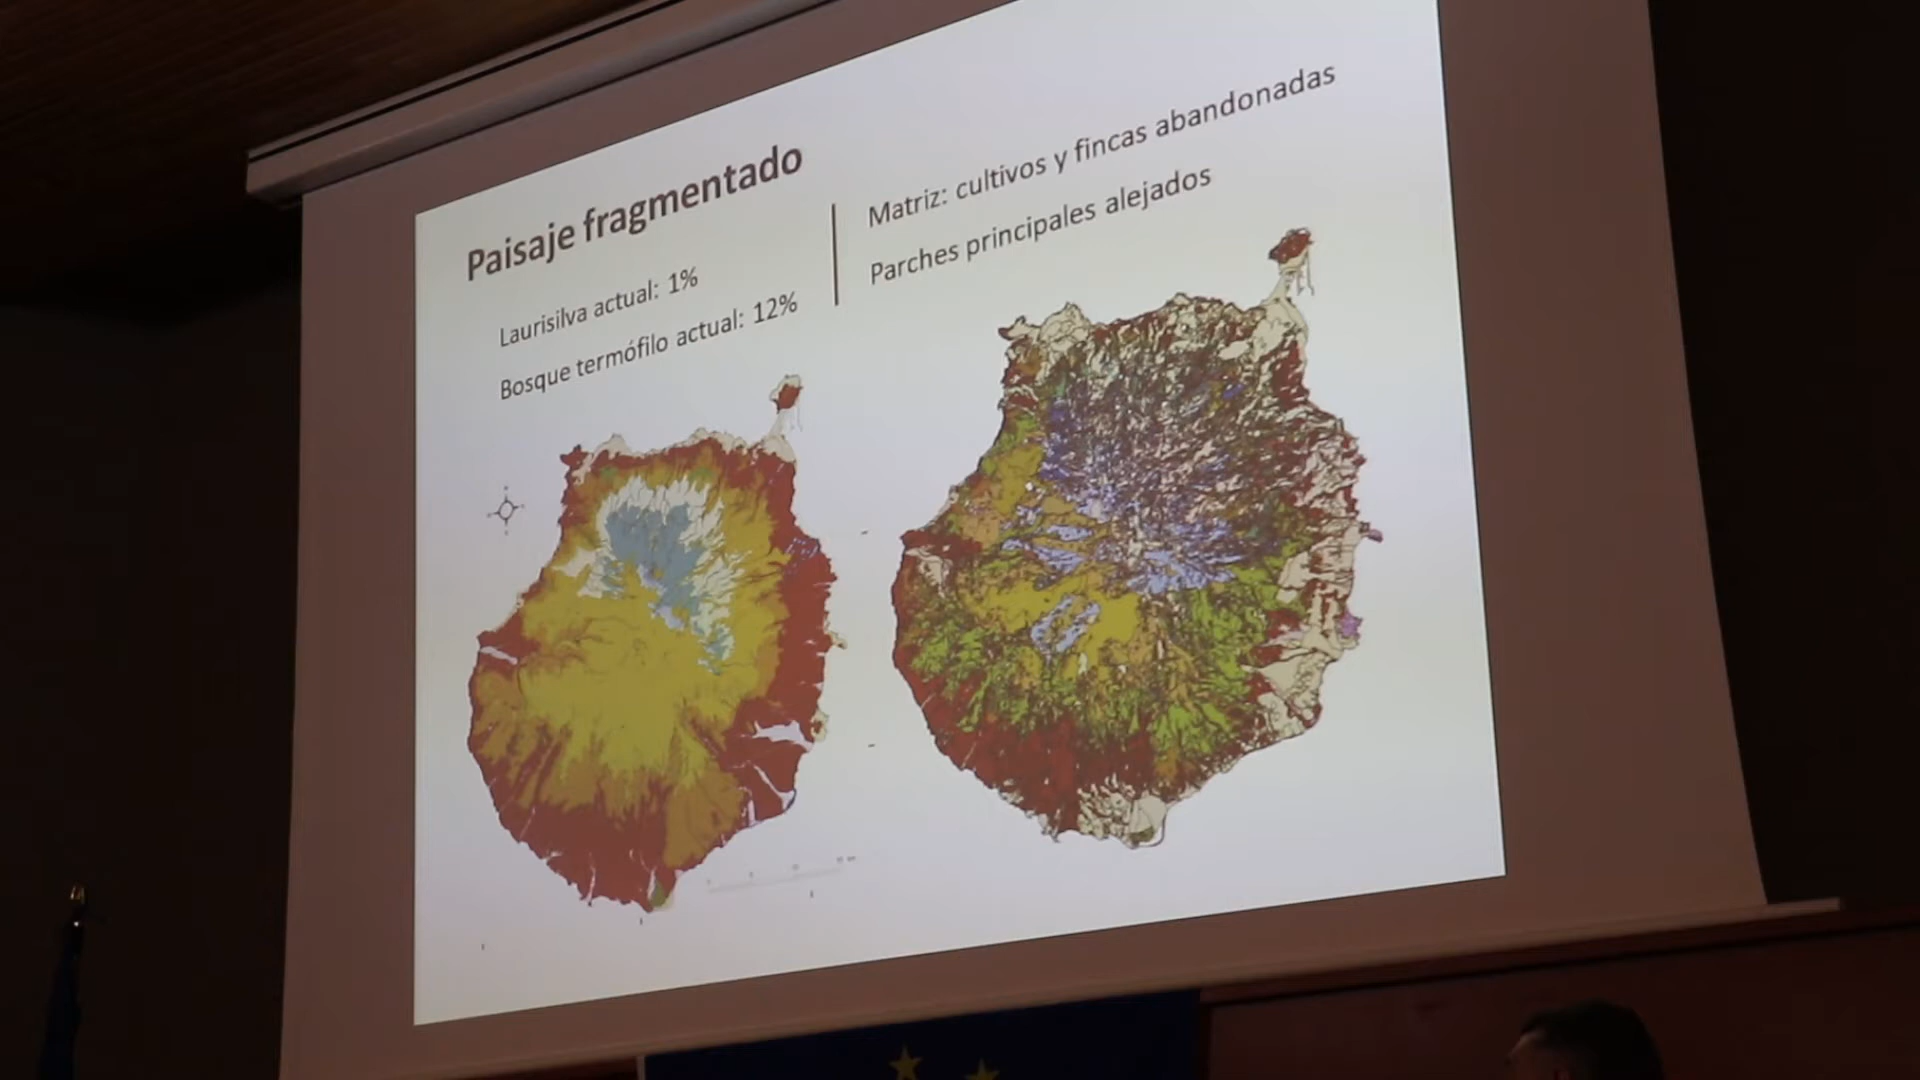 Paisaje fragmentado
Laurisilva actual: 1%
Bosque termófilo actual: 12%
Matriz: cultivos y fincas abandonadas
Parches principales alejados